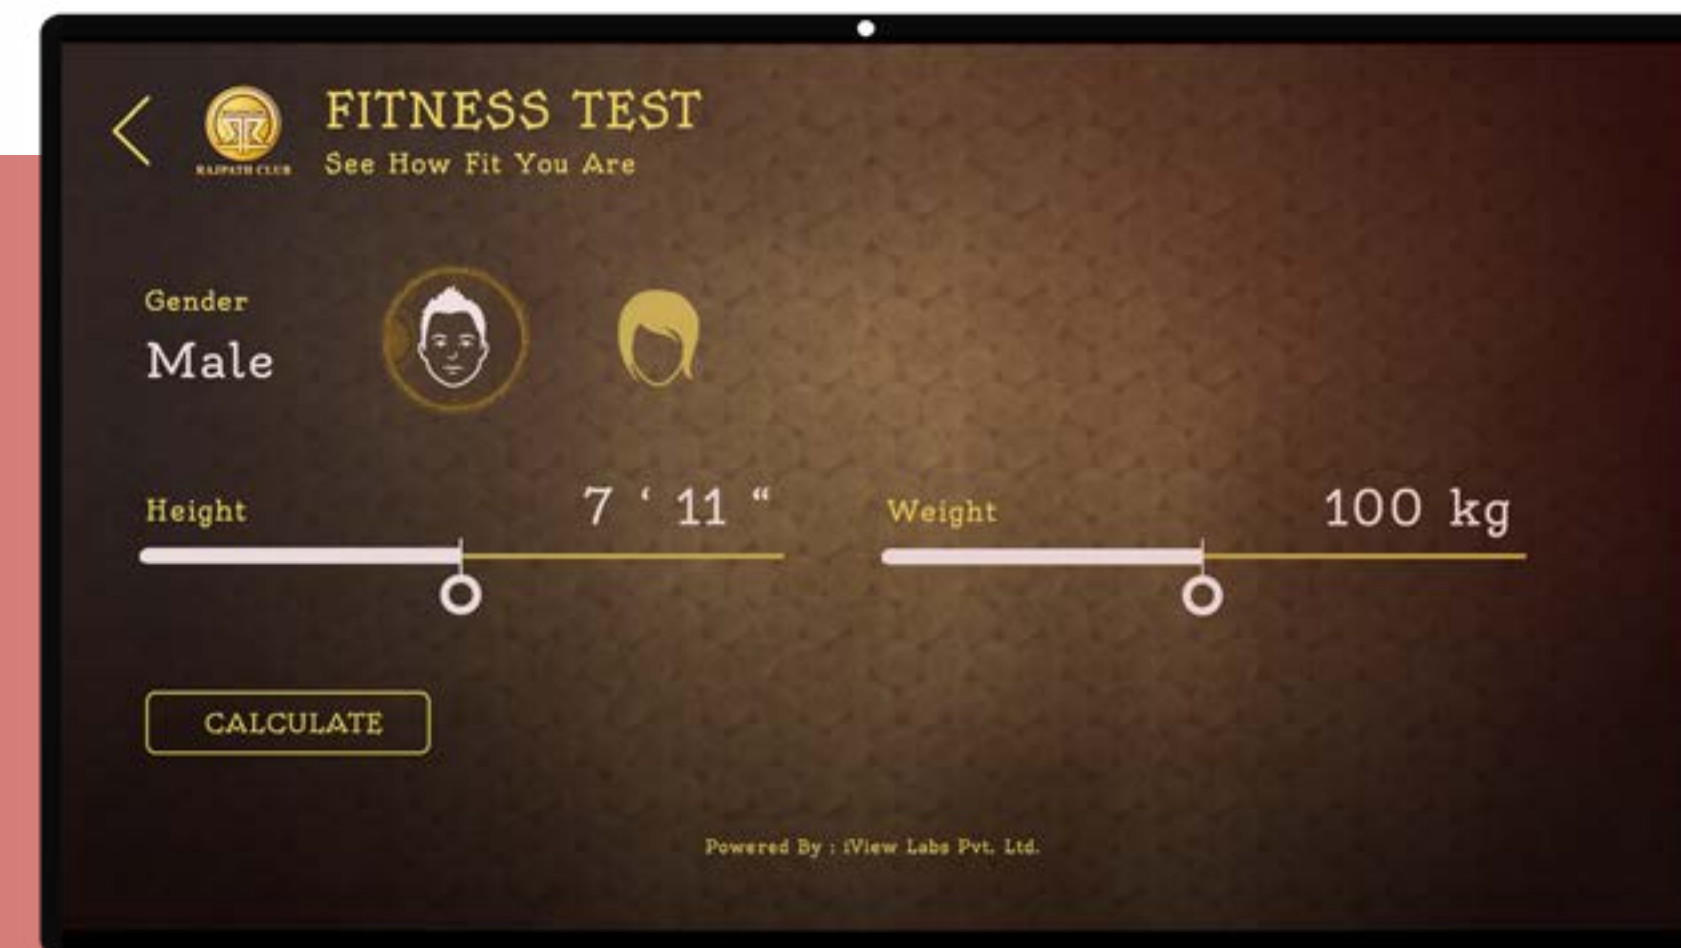 FITNESS TEST
RAJPATH CLUB
See How Fit You Are
Gender
Male
Height
7 ‘ 11 “
Weight
100 kg
CALCULATE
Powered By : iView Labs Pvt. Ltd.